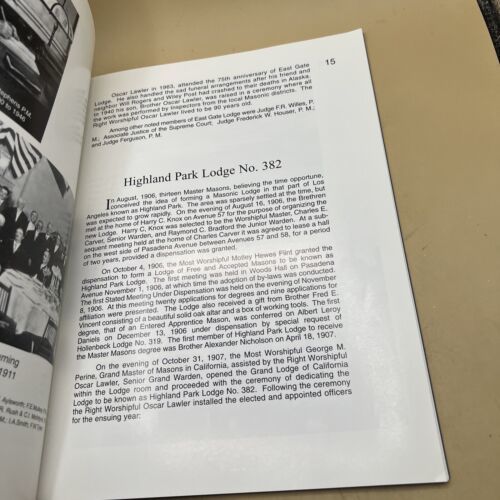 15
Oscar Lawler in 1963, attended the 75th anniversary of East Gate
Lodge. He also handled the sad funeral arrangements after his friend and
neighbor Will Rogers and Wiley Post had crashed to their deaths in Alaska.
In 1940 his son, Brother Oscar Lawler, was raised in a ceremony where all
the work was performed by Inspectors from the local Masonic districts. The
Right Worshipful Oscar Lawler lived to be 90 years old.
Among other noted members of East Gate Lodge were Judge F.R. Willes, P.
M., Associate Justice of the Supreme Court; Judge Frederick W. Houser, P. M.;
and Judge Ferguson, P. M.
Highland Park Lodge No. 382
In August, 1906, thirteen Master Masons, believing the time opportune,
conceived the idea of forming a Masonic Lodge in that part of Los
Angeles known as Highland Park. The area was sparsely settled at the time, but
was expected to grow rapidly. On the evening of August 16, 1906, the Brethren
met at the home of Harry C. Knox on Avenue 57 for the purpose of organizing the
new Lodge. Harry C. Knox was selected to be the Worshipful Master, Charles E.
Carver, Senior Warden, and Raymond C. Bradford the Junior Warden. At a sub-
sequent meeting held at the home of Charles Carver it was agreed to lease a hall
on the west side of Pasadena Avenue between Avenues 57 and 58, for a period
of two years, provided a dispensation was granted.
On October 4, 1906, the Most Worshipful Motley Hewes Flint granted the
dispensation to form a Lodge of Free and Accepted Masons to be known as
Highland Park Lodge. The first meeting was held in Woods Hall on Pasadena
Avenue November 1, 1906, at which time the adoption of by-laws was conducted.
The first Stated Meeting Under Dispensation was held on the evening of November
8, 1906. At this meeting twenty applications for degrees and nine applications for
affiliation were presented. The Lodge also received a gift from Brother Fred E.
Vincent consisting of a beautiful solid oak altar and a box of working tools. The first
degree, that of an Entered Apprentice Mason, was conferred on Albert Leroy
Daniels on December 13, 1906 under dispensation by special request of
Hollenbeck Lodge No. 319. The first member of Highland Park Lodge to receive
the Master Masons degree was Brother Alexander Nicholson on April 18, 1907.
On the evening of October 31, 1907, the Most Worshipful George M.
Perine, Grand Master of Masons in California, assisted by the Right Worshipful
Oscar Lawler, Senior Grand Warden, opened the Grand Lodge of California
within the Lodge room and proceeded with the ceremony of dedicating the
Lodge to be known as Highland Park Lodge No. 382. Following the ceremony
the Right Worshipful Oscar Lawler installed the elected and appointed officers
for the ensuing year:
P.M.
to
1946
1911